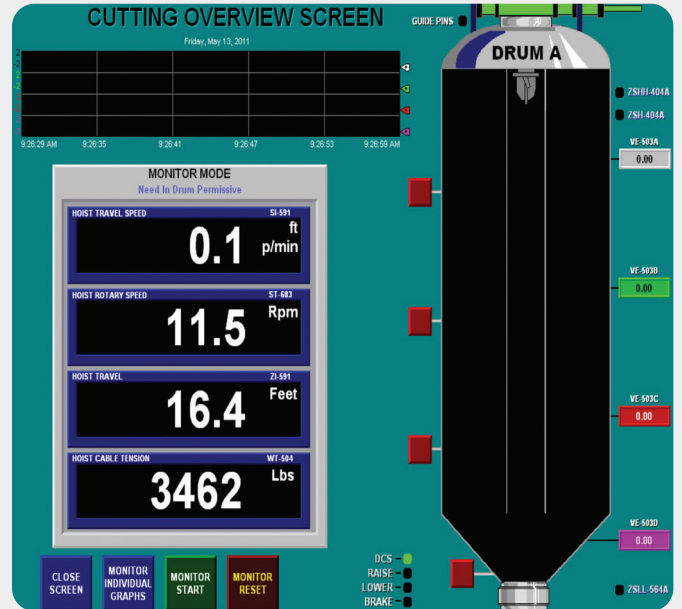 CUTTING OVERVIEW SCREEN
GUIDE PINS
Friday, May 13, 2011
DRUM A
ZSHH-404A
ZSH-404A
9:26:29 AM 9:26:35 9:26:41 9:26:47 9:26:53 9:26:59 AM
VE-503A
0.00
MONITOR MODE
Need In Drum Permissive
HOIST TRAVEL SPEED SI-591
0.1 ft
p/min
HOIST ROTARY SPEED ST-683
11.5 Rpm
HOIST TRAVEL ZI-591
16.4 Feet
HOIST CABLE TENSION WT-504
3462 Lbs
VE-503B
0.00
VE-503C
0.00
VE-503D
0.00
CLOSE
SCREEN
MONITOR
INDIVIDUAL
GRAPHS
MONITOR
START
MONITOR
RESET
DCS
RAISE
LOWER
BRAKE
ZSLL-564A